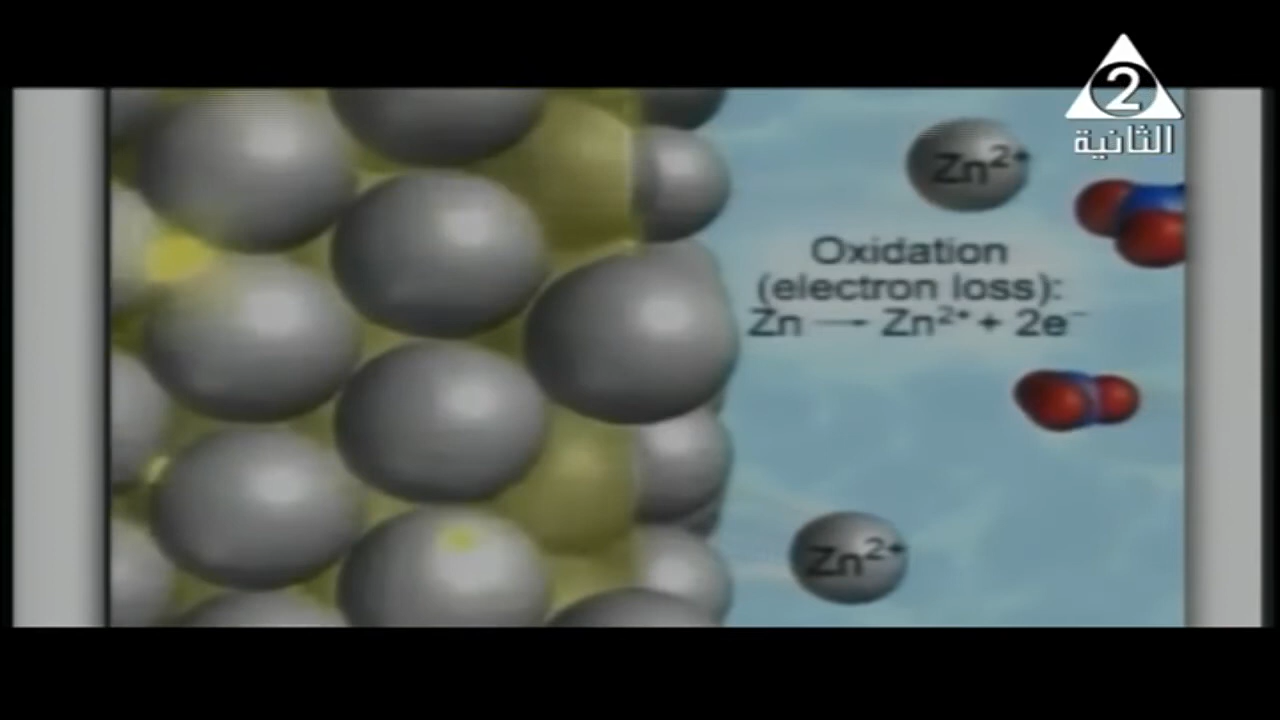 2
الثانية
Zn²⁺
Oxidation
(electron loss):
Zn → Zn²⁺ + 2e⁻
Zn²⁺